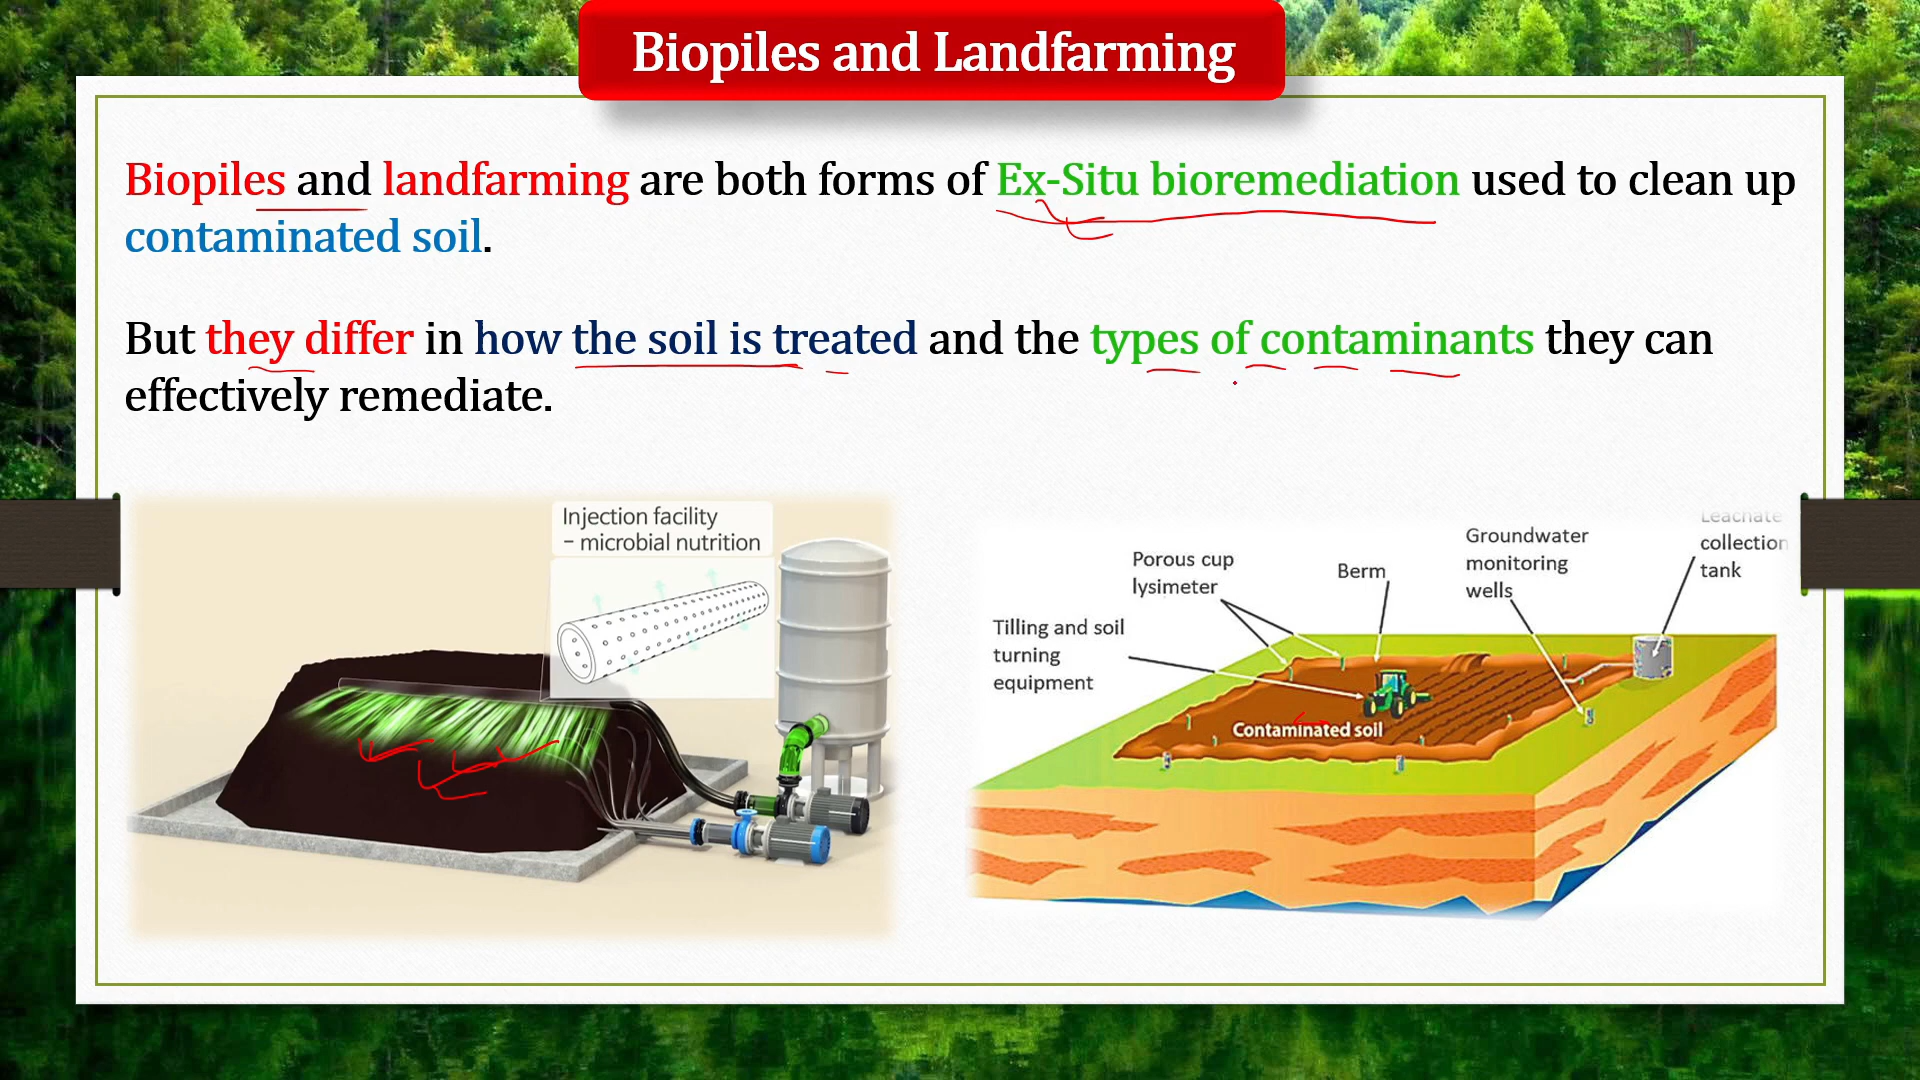 Biopiles and Landfarming
Biopiles and landfarming are both forms of Ex-Situ bioremediation used to clean up
contaminated soil.
But they differ in how the soil is treated and the types of contaminants they can
effectively remediate.
Injection facility
– microbial nutrition
Porous cup
lysimeter
Berm
Groundwater
monitoring
wells
Leachate
collection
tank
Tilling and soil
turning
equipment
Contaminated soil